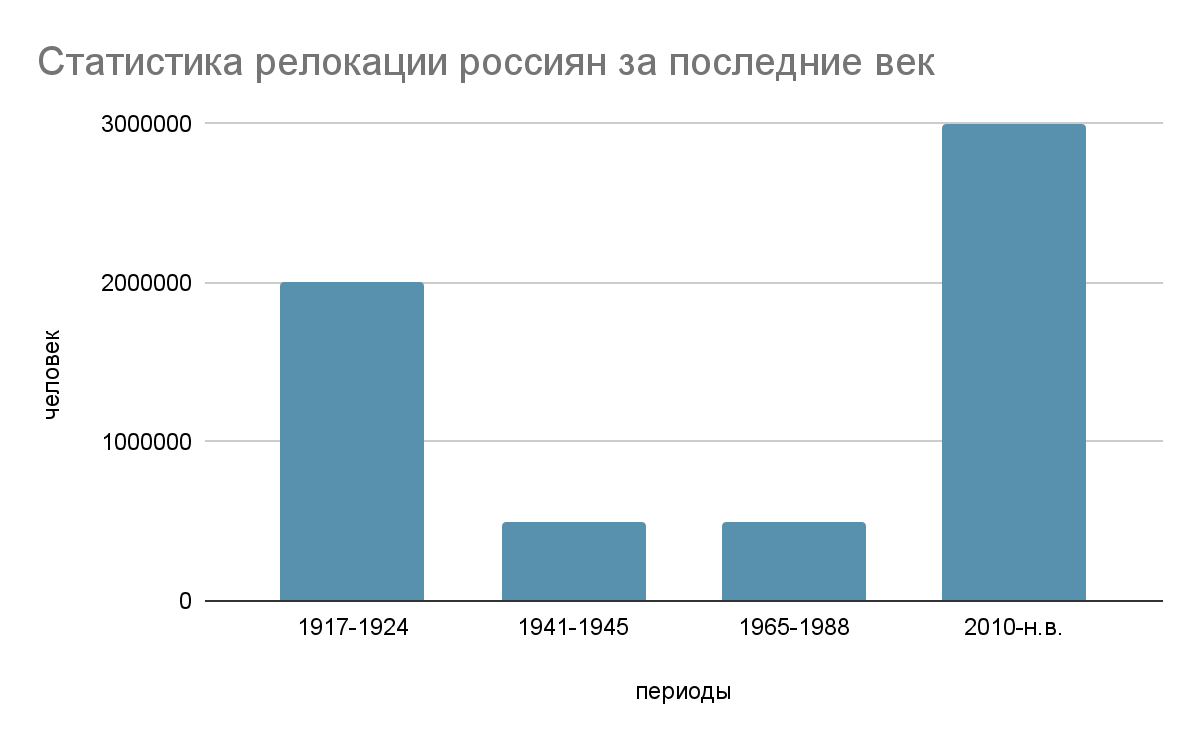 Статистика релокации россиян за последние век
3000000
2000000
1000000
0
человек
1917-1924
1941-1945
1965-1988
2010-н.в.
периоды